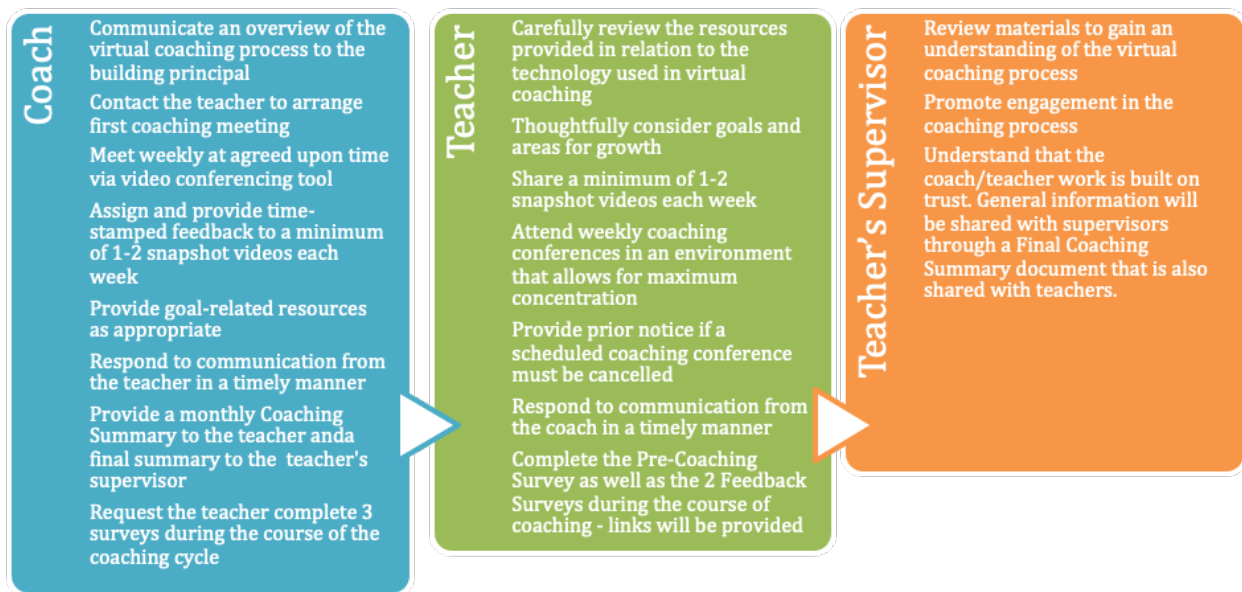 Coach
Communicate an overview of the
virtual coaching process to the
building principal
Contact the teacher to arrange
first coaching meeting
Meet weekly at agreed upon time
via video conferencing tool
Assign and provide time-
stamped feedback to a minimum
of 1-2 snapshot videos each
week
Provide goal-related resources
as appropriate
Respond to communication from
the teacher in a timely manner
Provide a monthly Coaching
Summary to the teacher anda
final summary to the teacher's
supervisor
Request the teacher complete 3
surveys during the course of the
coaching cycle
Teacher
Carefully review the resources
provided in relation to the
technology used in virtual
coaching
Thoughtfully consider goals and
areas for growth
Share a minimum of 1-2
snapshot videos each week
Attend weekly coaching
conferences in an environment
that allows for maximum
concentration
Provide prior notice if a
scheduled coaching conference
must be cancelled
Respond to communication from
the coach in a timely manner
Complete the Pre-Coaching
Survey as well as the 2 Feedback
Surveys during the course of
coaching - links will be provided
Teacher's Supervisor
Review materials to gain an
understanding of the virtual
coaching process
Promote engagement in the
coaching process
Understand that the
coach/teacher work is built on
trust. General information will
be shared with supervisors
through a Final Coaching
Summary document that is also
shared with teachers.